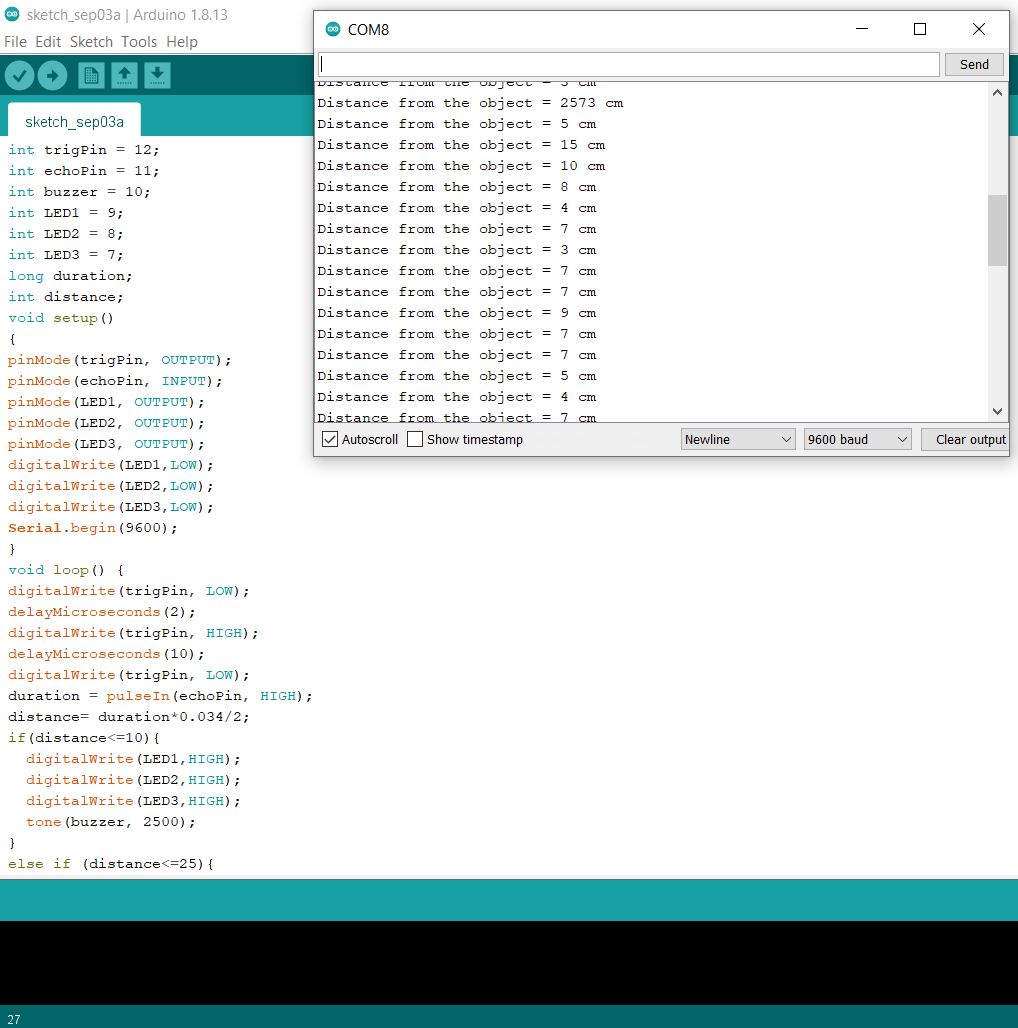 sketch_sep03a | Arduino 1.8.13
File Edit Sketch Tools Help
sketch_sep03a
int trigPin = 12;
int echoPin = 11;
int buzzer = 10;
int LED1 = 9;
int LED2 = 8;
int LED3 = 7;
long duration;
int distance;
void setup()
{
pinMode(trigPin, OUTPUT);
pinMode(echoPin, INPUT);
pinMode(LED1, OUTPUT);
pinMode(LED2, OUTPUT);
pinMode(LED3, OUTPUT);
digitalWrite(LED1,LOW);
digitalWrite(LED2,LOW);
digitalWrite(LED3,LOW);
Serial.begin(9600);
}
void loop() {
digitalWrite(trigPin, LOW);
delayMicroseconds(2);
digitalWrite(trigPin, HIGH);
delayMicroseconds(10);
digitalWrite(trigPin, LOW);
duration = pulseIn(echoPin, HIGH);
distance= duration*0.034/2;
if(distance<=10){
digitalWrite(LED1,HIGH);
digitalWrite(LED2,HIGH);
digitalWrite(LED3,HIGH);
tone(buzzer, 2500);
}
else if (distance<=25){
27
COM8
Send
Distance from the object = 3 cm
Distance from the object = 2573 cm
Distance from the object = 5 cm
Distance from the object = 15 cm
Distance from the object = 10 cm
Distance from the object = 8 cm
Distance from the object = 4 cm
Distance from the object = 7 cm
Distance from the object = 3 cm
Distance from the object = 7 cm
Distance from the object = 7 cm
Distance from the object = 9 cm
Distance from the object = 7 cm
Distance from the object = 7 cm
Distance from the object = 5 cm
Distance from the object = 4 cm
Distance from the object = 7 cm
Autoscroll Show timestamp Newline 9600 baud Clear output